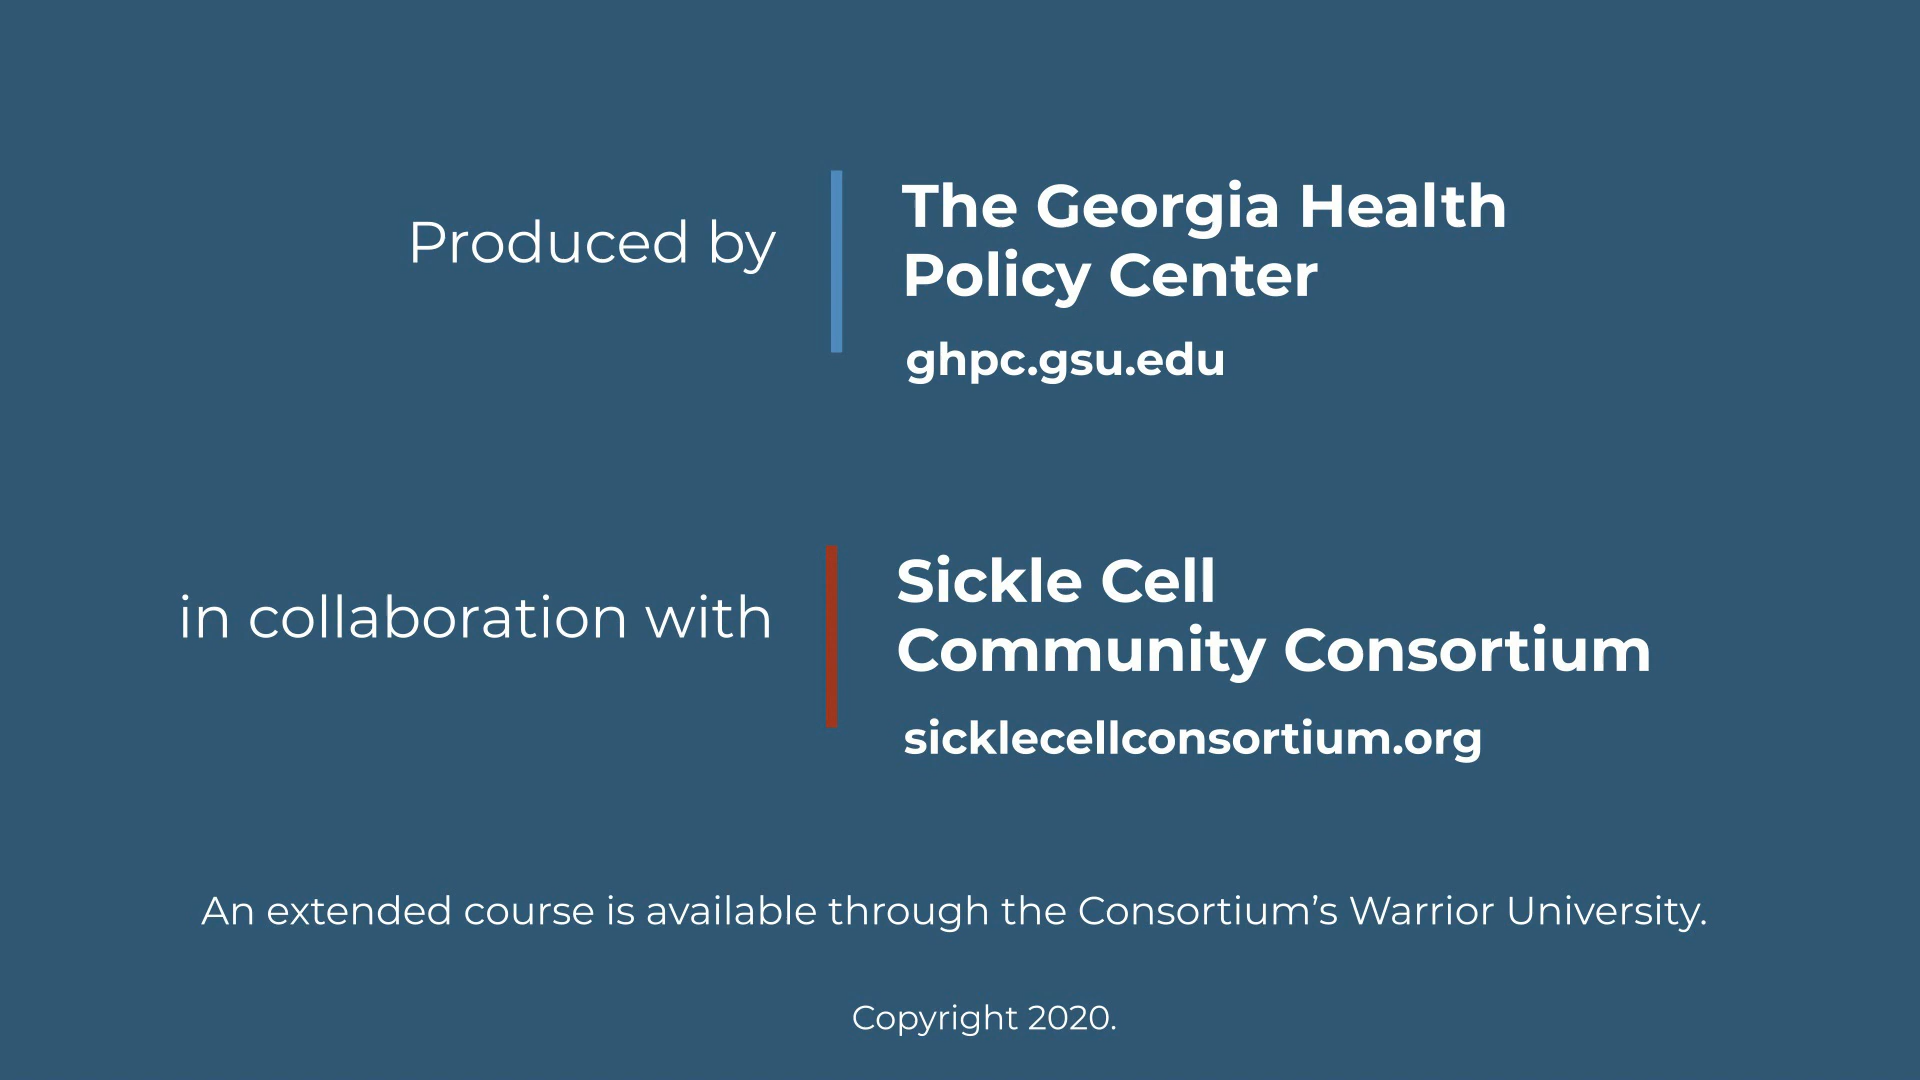 Produced by
The Georgia Health
Policy Center
ghpc.gsu.edu
in collaboration with
Sickle Cell
Community Consortium
sicklecellconsortium.org
An extended course is available through the Consortium’s Warrior University.
Copyright 2020.